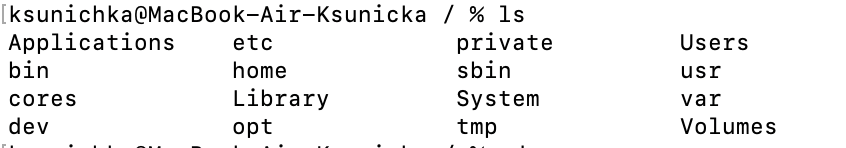 ksunichka@MacBook-Air-Ksunicka / % ls
Applications etc private Users
bin home sbin usr
cores Library System var
dev opt tmp Volumes